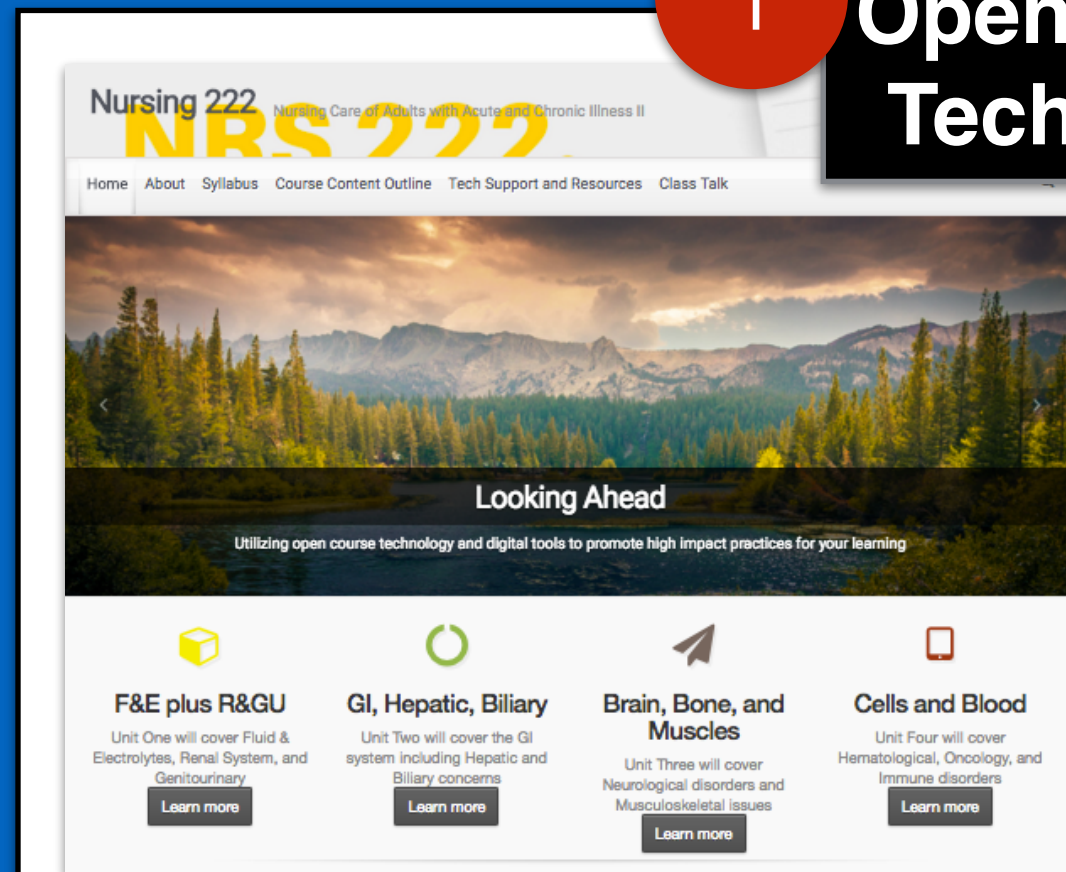 1
Open
Tech
Nursing 222 Nursing Care of Adults with Acute and Chronic Illness II
NRS 222.
Home About Syllabus Course Content Outline Tech Support and Resources Class Talk
Looking Ahead
Utilizing open course technology and digital tools to promote high impact practices for your learning
F&E plus R&GU
Unit One will cover Fluid &
Electrolytes, Renal System, and
Genitourinary
Learn more
GI, Hepatic, Biliary
Unit Two will cover the GI
system including Hepatic and
Biliary concerns
Learn more
Brain, Bone, and
Muscles
Unit Three will cover
Neurological disorders and
Musculoskeletal issues
Learn more
Cells and Blood
Unit Four will cover
Hematological, Oncology, and
Immune disorders
Learn more